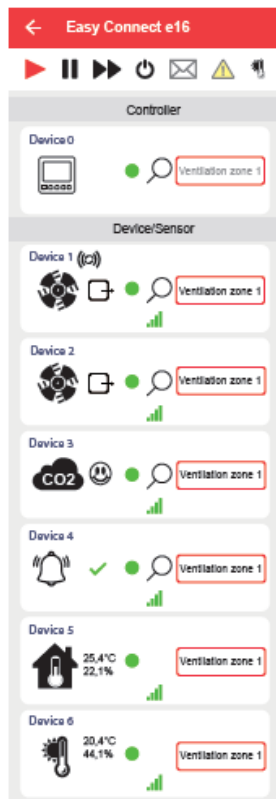 Easy Connect e16
Controller
Device 0
Ventilation zone 1
Device/Sensor
Device 1 ((C))
Ventilation zone 1
Device 2
Ventilation zone 1
Device 3
CO2
Ventilation zone 1
Device 4
Ventilation zone 1
Device 5
25,4°C
22,1%
Ventilation zone 1
Device 6
20,4°C
44,1%
Ventilation zone 1